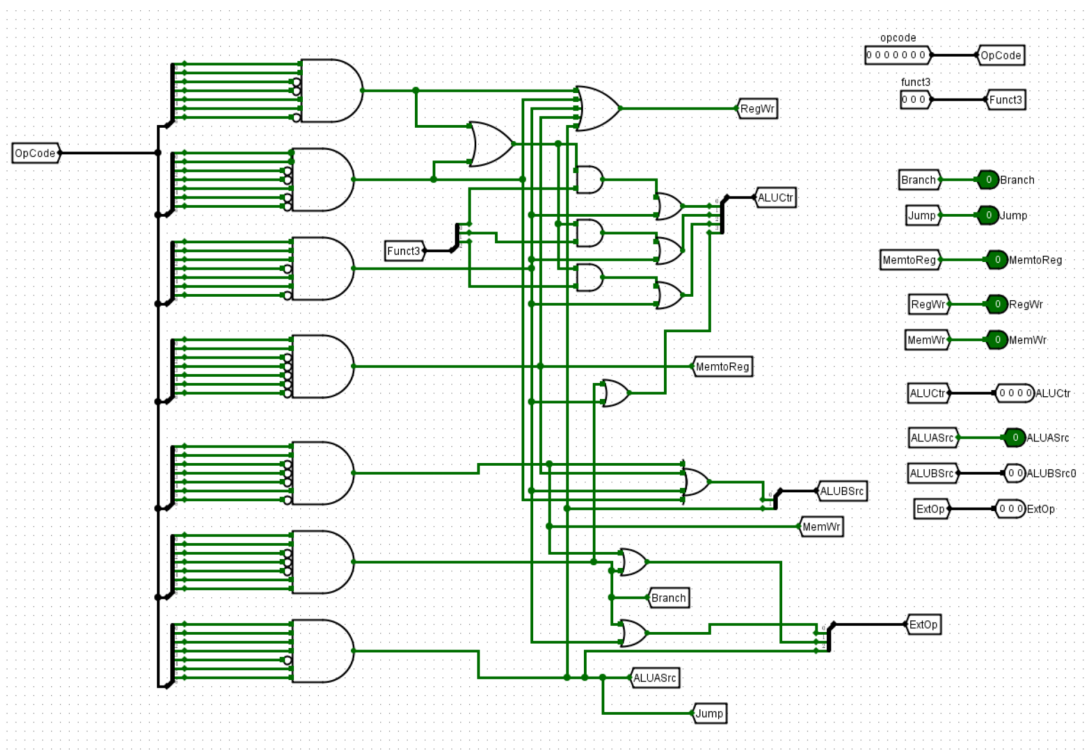 opcode
0 0 0 0 0 0 0
OpCode
funct3
0 0 0
Funct3
RegWr
OpCode
Branch
0
Branch
ALUCtr
Jump
0
Jump
Funct3
MemtoReg
0
MemtoReg
RegWr
0
RegWr
MemWr
0
MemWr
MemtoReg
ALUCtr
0 0 0 0
ALUCtr
ALUASrc
0
ALUASrc
ALUBSrc
0 0
ALUBSrc0
ALUBSrc
ExtOp
0 0 0
ExtOp
MemWr
Branch
ExtOp
ALUASrc
Jump